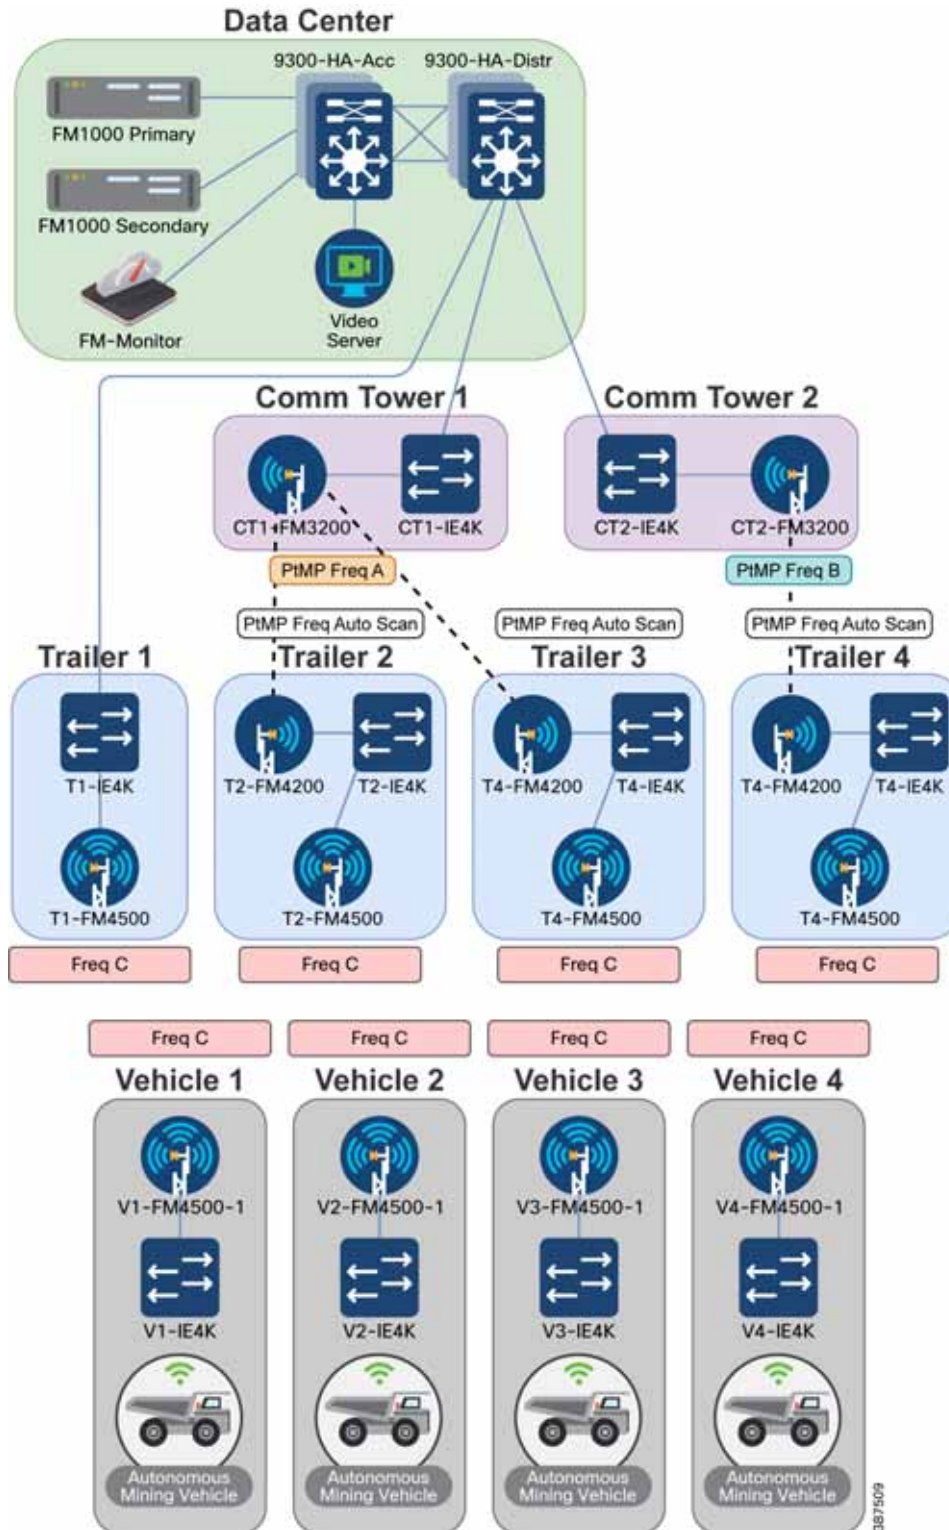 Data Center
9300-HA-Acc
9300-HA-Distr
FM1000 Primary
FM1000 Secondary
FM-Monitor
Video
Server
Comm Tower 1
Comm Tower 2
CT1-FM3200
CT1-IE4K
CT2-IE4K
CT2-FM3200
PtMP Freq A
PtMP Freq B
PtMP Freq Auto Scan
PtMP Freq Auto Scan
PtMP Freq Auto Scan
Trailer 1
Trailer 2
Trailer 3
Trailer 4
T1-IE4K
T2-FM4200
T2-IE4K
T4-FM4200
T4-IE4K
T4-FM4200
T4-IE4K
T1-FM4500
T2-FM4500
T4-FM4500
T4-FM4500
Freq C
Freq C
Freq C
Freq C
Freq C
Freq C
Freq C
Freq C
Vehicle 1
Vehicle 2
Vehicle 3
Vehicle 4
V1-FM4500-1
V2-FM4500-1
V3-FM4500-1
V4-FM4500-1
V1-IE4K
V2-IE4K
V3-IE4K
V4-IE4K
Autonomous
Mining Vehicle
Autonomous
Mining Vehicle
Autonomous
Mining Vehicle
Autonomous
Mining Vehicle
387509